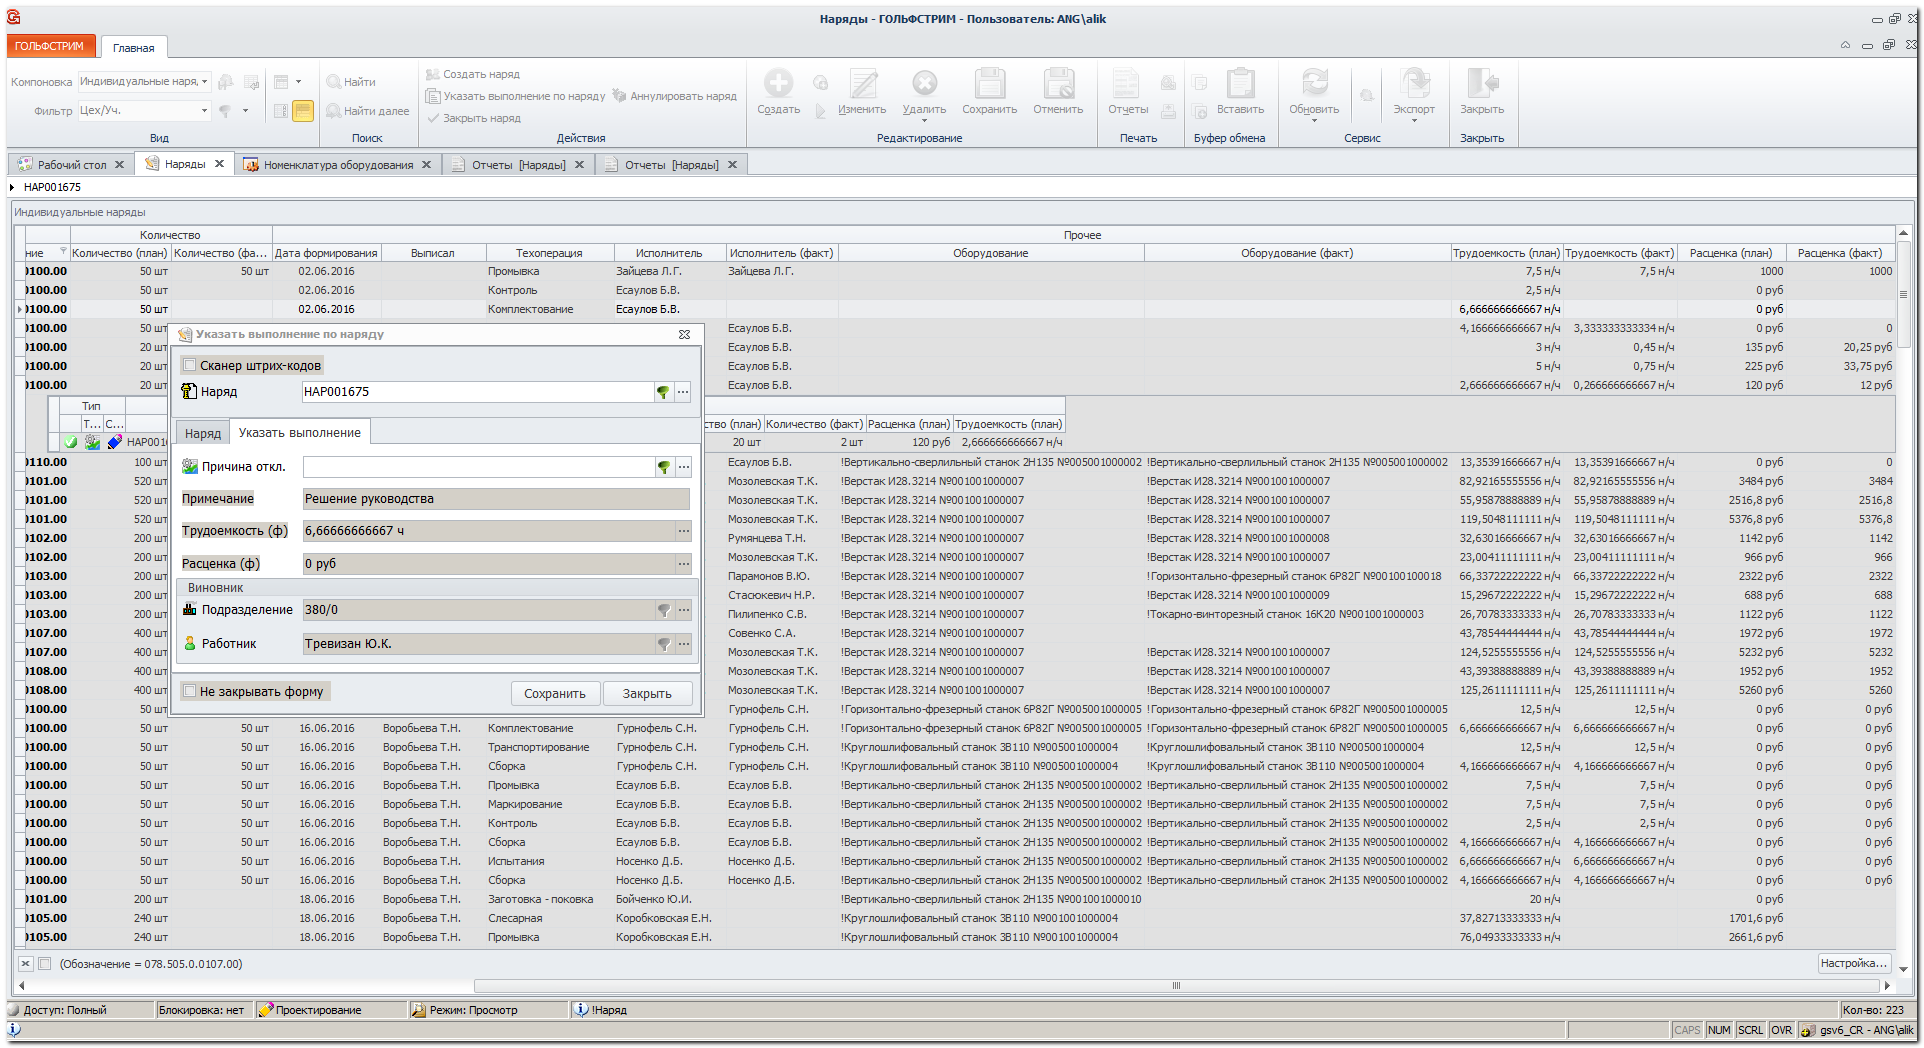 Наряды - ГОЛЬФСТРИМ - Пользователь: ANG\alik
ГОЛЬФСТРИМ Главная
Компоновка Индивидуальные наря, Найти Создать наряд
Указать выполнение по наряду Аннулировать наряд Создать Изменить Удалить Сохранить Отменить Отчеты Вставить Обновить Экспорт Закрыть
Фильтр Цех/Уч. Найти далее Закрыть наряд
Вид Поиск Действия Редактирование Печать Буфер обмена Сервис Закрыть
Рабочий стол Наряды Номенклатура оборудования Отчеты [Наряды] Отчеты [Наряды]
НАР001675
Индивидуальные наряды
Количество Прочее
ние Количество (план) Количество (фа... Дата формирования Выписал Техоперация Исполнитель Исполнитель (факт) Оборудование Оборудование (факт) Трудоемкость (план) Трудоемкость (факт) Расценка (план) Расценка (факт)
0100.00 50 шт 50 шт 02.06.2016 Промывка Зайцева Л.Г. Зайцева Л.Г. 7,5 н/ч 7,5 н/ч 1000 1000
0100.00 50 шт 02.06.2016 Контроль Есаулов Б.В. 2,5 н/ч 0 руб
0100.00 50 шт 02.06.2016 Комплектование Есаулов Б.В. 6,666666666667 н/ч 0 руб
0100.00 50 шт Есаулов Б.В. 4,166666666667 н/ч 3,333333333334 н/ч 0 руб 0
0100.00 20 шт Есаулов Б.В. 3 н/ч 0,45 н/ч 135 руб 20,25 руб
0100.00 20 шт Есаулов Б.В. 5 н/ч 0,75 н/ч 225 руб 33,75 руб
0100.00 20 шт Есаулов Б.В. 2,666666666667 н/ч 0,266666666667 н/ч 120 руб 12 руб
Тип
Т... С... ство (план) Количество (факт) Расценка (план) Трудоемкость (план)
НАР001 20 шт 2 шт 120 руб 2,666666666667 н/ч
0110.00 100 шт Есаулов Б.В. !Вертикально-сверлильный станок 2Н135 №005001000002 !Вертикально-сверлильный станок 2Н135 №005001000002 13,35391666667 н/ч 13,35391666667 н/ч 0 руб 0
0101.00 520 шт Мозолевская Т.К. !Верстак И28.3214 №001001000007 !Верстак И28.3214 №001001000007 82,92165555556 н/ч 82,92165555556 н/ч 3484 руб 3484
0101.00 520 шт Мозолевская Т.К. !Верстак И28.3214 №001001000007 !Верстак И28.3214 №001001000007 55,95878888889 н/ч 55,95878888889 н/ч 2516,8 руб 2516,8
0101.00 520 шт Мозолевская Т.К. !Верстак И28.3214 №001001000007 !Верстак И28.3214 №001001000007 119,5048111111 н/ч 119,5048111111 н/ч 5376,8 руб 5376,8
0102.00 200 шт Румянцева Т.Н. !Верстак И28.3214 №001001000007 !Верстак И28.3214 №001001000008 32,63016666667 н/ч 32,63016666667 н/ч 1142 руб 1142
0102.00 200 шт Мозолевская Т.К. !Верстак И28.3214 №001001000007 !Верстак И28.3214 №001001000007 23,00411111111 н/ч 23,00411111111 н/ч 966 руб 966
0103.00 200 шт Парамонов В.Ю. !Верстак И28.3214 №001001000007 !Горизонтально-фрезерный станок 6Р82Г №00100100018 66,33722222222 н/ч 66,33722222222 н/ч 2322 руб 2322
0103.00 200 шт Стасюкевич Н.Р. !Верстак И28.3214 №001001000007 !Верстак И28.3214 №001001000009 15,29672222222 н/ч 15,29672222222 н/ч 688 руб 688
0103.00 200 шт Пилипенко С.В. !Верстак И28.3214 №001001000007 !Токарно-винторезный станок 16К20 №001001000003 26,70783333333 н/ч 26,70783333333 н/ч 1122 руб 1122
0107.00 400 шт Совенко С.А. !Верстак И28.3214 №001001000007 43,78544444444 н/ч 43,78544444444 н/ч 1972 руб 1972
0107.00 400 шт Мозолевская Т.К. !Верстак И28.3214 №001001000007 !Верстак И28.3214 №001001000007 124,5255555556 н/ч 124,5255555556 н/ч 5232 руб 5232
0108.00 400 шт Мозолевская Т.К. !Верстак И28.3214 №001001000007 !Верстак И28.3214 №001001000007 43,39388888889 н/ч 43,39388888889 н/ч 1952 руб 1952
0108.00 400 шт Мозолевская Т.К. !Верстак И28.3214 №001001000007 !Верстак И28.3214 №001001000007 125,2611111111 н/ч 125,2611111111 н/ч 5260 руб 5260
0100.00 50 шт Гурнофель С.Н. !Горизонтально-фрезерный станок 6Р82Г №005001000005 !Горизонтально-фрезерный станок 6Р82Г №005001000005 12,5 н/ч 12,5 н/ч 0 руб 0 руб
0100.00 50 шт 50 шт 16.06.2016 Воробьева Т.Н. Комплектование Гурнофель С.Н. Гурнофель С.Н. !Горизонтально-фрезерный станок 6Р82Г №005001000005 !Горизонтально-фрезерный станок 6Р82Г №005001000005 6,666666666667 н/ч 6,666666666667 н/ч 0 руб 0 руб
0100.00 50 шт 50 шт 16.06.2016 Воробьева Т.Н. Транспортирование Гурнофель С.Н. Гурнофель С.Н. !Круглошлифовальный станок 3В110 №005001000004 !Круглошлифовальный станок 3В110 №005001000004 12,5 н/ч 12,5 н/ч 0 руб 0 руб
0100.00 50 шт 50 шт 16.06.2016 Воробьева Т.Н. Сборка Гурнофель С.Н. Гурнофель С.Н. !Круглошлифовальный станок 3В110 №005001000004 !Круглошлифовальный станок 3В110 №005001000004 4,166666666667 н/ч 4,166666666667 н/ч 0 руб 0 руб
0100.00 50 шт 50 шт 16.06.2016 Воробьева Т.Н. Промывка Есаулов Б.В. Есаулов Б.В. !Вертикально-сверлильный станок 2Н135 №005001000002 !Вертикально-сверлильный станок 2Н135 №005001000002 7,5 н/ч 7,5 н/ч 0 руб 0 руб
0100.00 50 шт 50 шт 16.06.2016 Воробьева Т.Н. Маркирование Есаулов Б.В. Есаулов Б.В. !Вертикально-сверлильный станок 2Н135 №005001000002 !Вертикально-сверлильный станок 2Н135 №005001000002 7,5 н/ч 7,5 н/ч 0 руб 0 руб
0100.00 50 шт 50 шт 16.06.2016 Воробьева Т.Н. Контроль Есаулов Б.В. Есаулов Б.В. !Вертикально-сверлильный станок 2Н135 №005001000002 !Вертикально-сверлильный станок 2Н135 №005001000002 2,5 н/ч 2,5 н/ч 0 руб 0 руб
0100.00 50 шт 50 шт 16.06.2016 Воробьева Т.Н. Сборка Есаулов Б.В. Есаулов Б.В. !Вертикально-сверлильный станок 2Н135 №005001000002 !Вертикально-сверлильный станок 2Н135 №005001000002 4,166666666667 н/ч 4,166666666667 н/ч 0 руб 0 руб
0100.00 50 шт 50 шт 16.06.2016 Воробьева Т.Н. Испытания Носенко Д.Б. Носенко Д.Б. !Вертикально-сверлильный станок 2Н135 №005001000002 !Вертикально-сверлильный станок 2Н135 №005001000002 6,666666666667 н/ч 6,666666666667 н/ч 0 руб 0 руб
0100.00 50 шт 50 шт 16.06.2016 Воробьева Т.Н. Сборка Носенко Д.Б. Носенко Д.Б. !Вертикально-сверлильный станок 2Н135 №005001000002 !Вертикально-сверлильный станок 2Н135 №005001000002 4,166666666667 н/ч 4,166666666667 н/ч 0 руб 0 руб
0101.00 200 шт 18.06.2016 Воробьева Т.Н. Заготовка - поковка Бойченко Ю.И. !Вертикально-сверлильный станок 2Н135 №001001000010 20 н/ч 0 руб
0105.00 240 шт 18.06.2016 Воробьева Т.Н. Слесарная Коробковская Е.Н. !Круглошлифовальный станок 3В110 №001001000004 37,82713333333 н/ч 1701,6 руб
0105.00 240 шт 18.06.2016 Воробьева Т.Н. Промывка Коробковская Е.Н. !Круглошлифовальный станок 3В110 №001001000004 76,04933333333 н/ч 2661,6 руб
Указать выполнение по наряду
Сканер штрих-кодов
Наряд НАР001675
Наряд Указать выполнение
Причина откл.
Примечание Решение руководства
Трудоемкость (ф) 6,66666666667 ч
Расценка (ф) 0 руб
Виновник
Подразделение 380/0
Работник Тревизан Ю.К.
Не закрывать форму Сохранить Закрыть
(Обозначение = 078.505.0.0107.00) Настройка...
Доступ: Полный Блокировка: нет Проектирование Режим: Просмотр !Наряд Кол-во: 223
CAPS NUM SCRL OVR gsv6_CR - ANG\alik